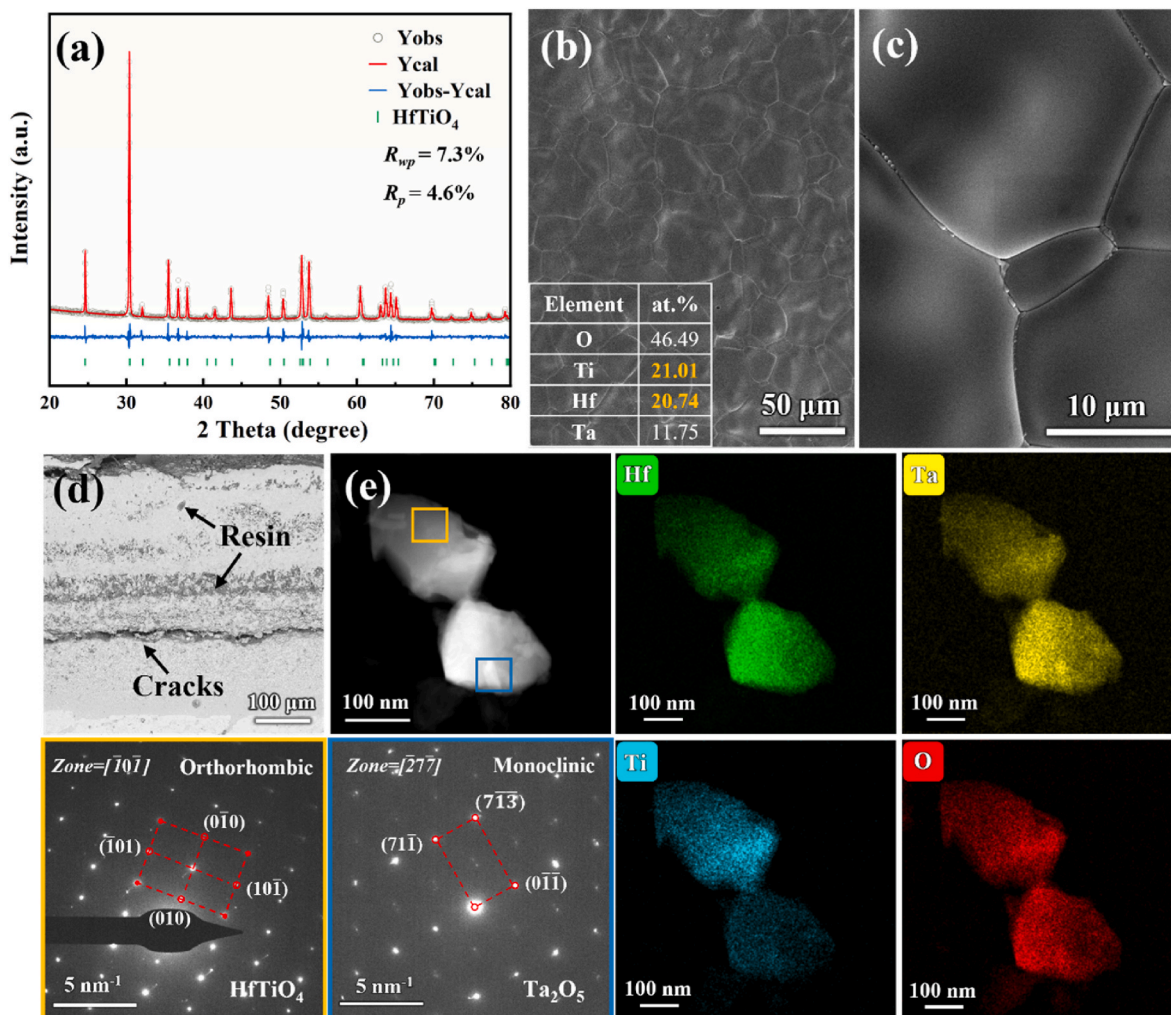 (a)
Yobs
Ycal
Yobs-Ycal
HfTiO₄
R_wp = 7.3%
R_p = 4.6%
Intensity (a.u.)
20 30 40 50 60 70 80
2 Theta (degree)
(b)
Element at.%
O 46.49
Ti 21.01
Hf 20.74
Ta 11.75
50 μm
(c)
10 μm
(d)
Resin
Cracks
100 μm
(e)
100 nm
Hf
100 nm
Ta
100 nm
Zone=[1̅01̅] Orthorhombic
(01̅0)
(1̅01)
(101̅)
(010)
5 nm⁻¹
HfTiO₄
Zone=[2̅77̅] Monoclinic
(71̅3̅)
(711̅)
(01̅1̅)
5 nm⁻¹
Ta₂O₅
Ti
100 nm
O
100 nm